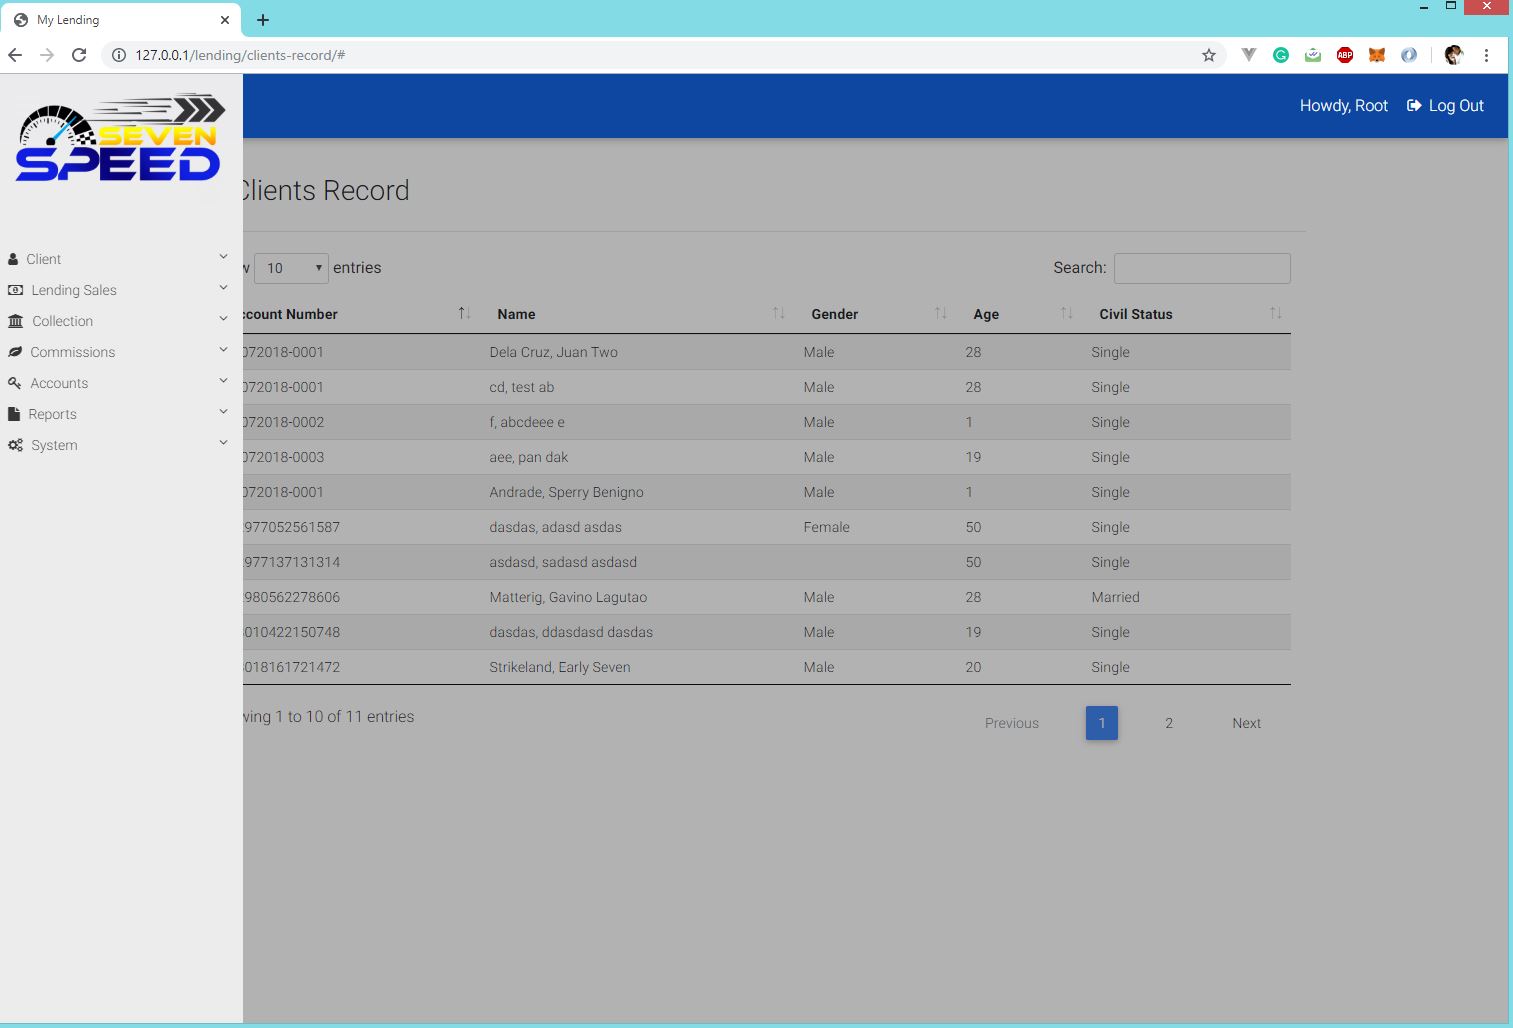 My Lending
127.0.0.1/lending/clients-record/#
ABP
SEVEN
SPEED
Howdy, Root Log Out
Clients Record
Client
Lending Sales
Collection
Commissions
Accounts
Reports
System
w 10 entries
Search:
ccount Number Name Gender Age Civil Status
072018-0001 Dela Cruz, Juan Two Male 28 Single
072018-0001 cd, test ab Male 28 Single
072018-0002 f, abcdeee e Male 1 Single
072018-0003 aee, pan dak Male 19 Single
072018-0001 Andrade, Sperry Benigno Male 1 Single
977052561587 dasdas, adasd asdas Female 50 Single
977137131314 asdasd, sadasd asdasd 50 Single
980562278606 Matterig, Gavino Lagutao Male 28 Married
010422150748 dasdas, ddasdasd dasdas Male 19 Single
018161721472 Strikeland, Early Seven Male 20 Single
wing 1 to 10 of 11 entries
Previous 1 2 Next